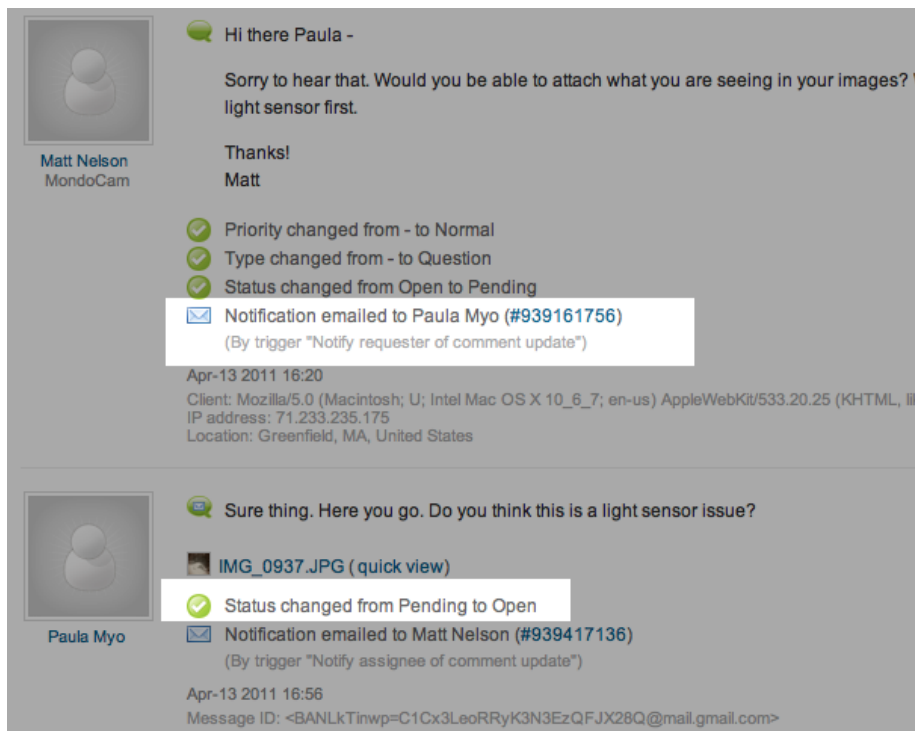 Hi there Paula -
Sorry to hear that. Would you be able to attach what you are seeing in your images?
light sensor first.
Thanks!
Matt
Matt Nelson
MondoCam
Priority changed from - to Normal
Type changed from - to Question
Status changed from Open to Pending
Notification emailed to Paula Myo (#939161756)
(By trigger "Notify requester of comment update")
Apr-13 2011 16:20
Client: Mozilla/5.0 (Macintosh; U; Intel Mac OS X 10_6_7; en-us) AppleWebKit/533.20.25 (KHTML, li
IP address: 71.233.235.175
Location: Greenfield, MA, United States
Sure thing. Here you go. Do you think this is a light sensor issue?
IMG_0937.JPG (quick view)
Status changed from Pending to Open
Paula Myo
Notification emailed to Matt Nelson (#939417136)
(By trigger "Notify assignee of comment update")
Apr-13 2011 16:56
Message ID: <BANLkTinwp=C1Cx3LeoRRyK3N3EzQFJX28Q@mail.gmail.com>